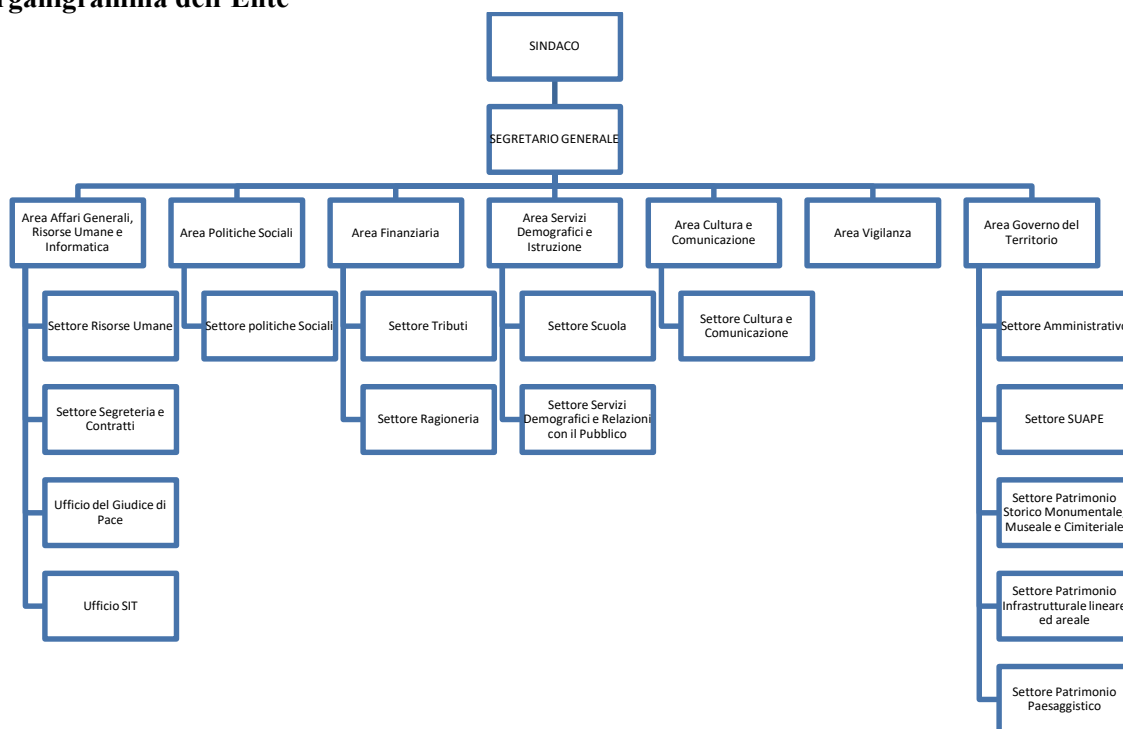 rganigramma dell'Ente
SINDACO
SEGRETARIO GENERALE
Area Affari Generali,
Risorse Umane e
Informatica
Area Politiche Sociali
Area Finanziaria
Area Servizi
Demografici e
Istruzione
Area Cultura e
Comunicazione
Area Vigilanza
Area Governo del
Territorio
Settore Risorse Umane
Settore politiche Sociali
Settore Tributi
Settore Scuola
Settore Cultura e
Comunicazione
Settore Amministrativo
Settore Segreteria e
Contratti
Settore Ragioneria
Settore Servizi
Demografici e Relazioni
con il Pubblico
Settore SUAPE
Ufficio del Giudice di
Pace
Settore Patrimonio
Storico Monumentale,
Museale e Cimiteriale
Ufficio SIT
Settore Patrimonio
Infrastrutturale lineare
ed areale
Settore Patrimonio
Paesaggistico